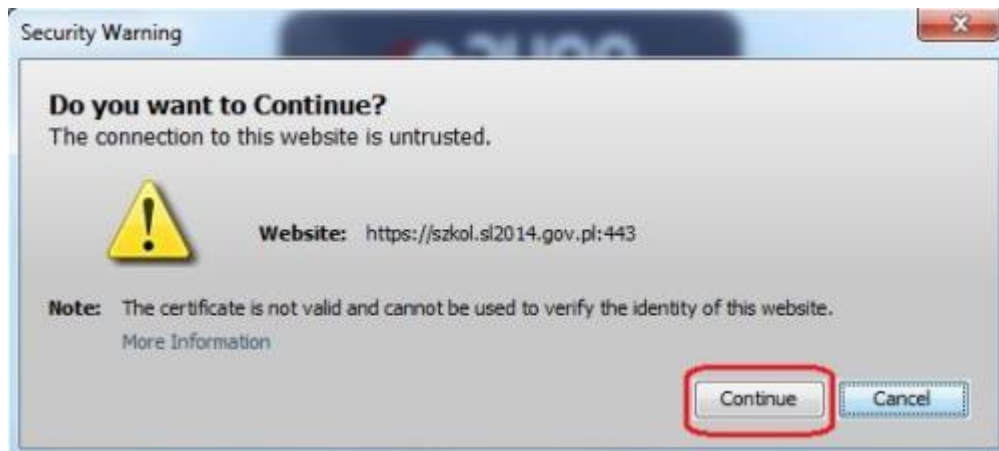 Security Warning
Do you want to Continue?
The connection to this website is untrusted.
Website: https://szkol.sl2014.gov.pl:443
Note: The certificate is not valid and cannot be used to verify the identity of this website.
More Information
Continue Cancel